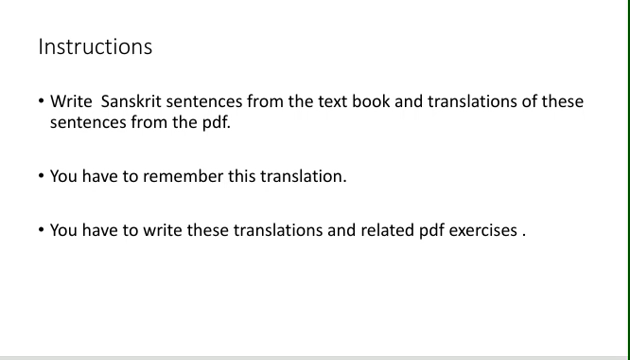 Instructions
• Write  Sanskrit sentences from the text book and translations of these
sentences from the pdf.
• You have to remember this translation.
• You have to write these translations and related pdf exercises .